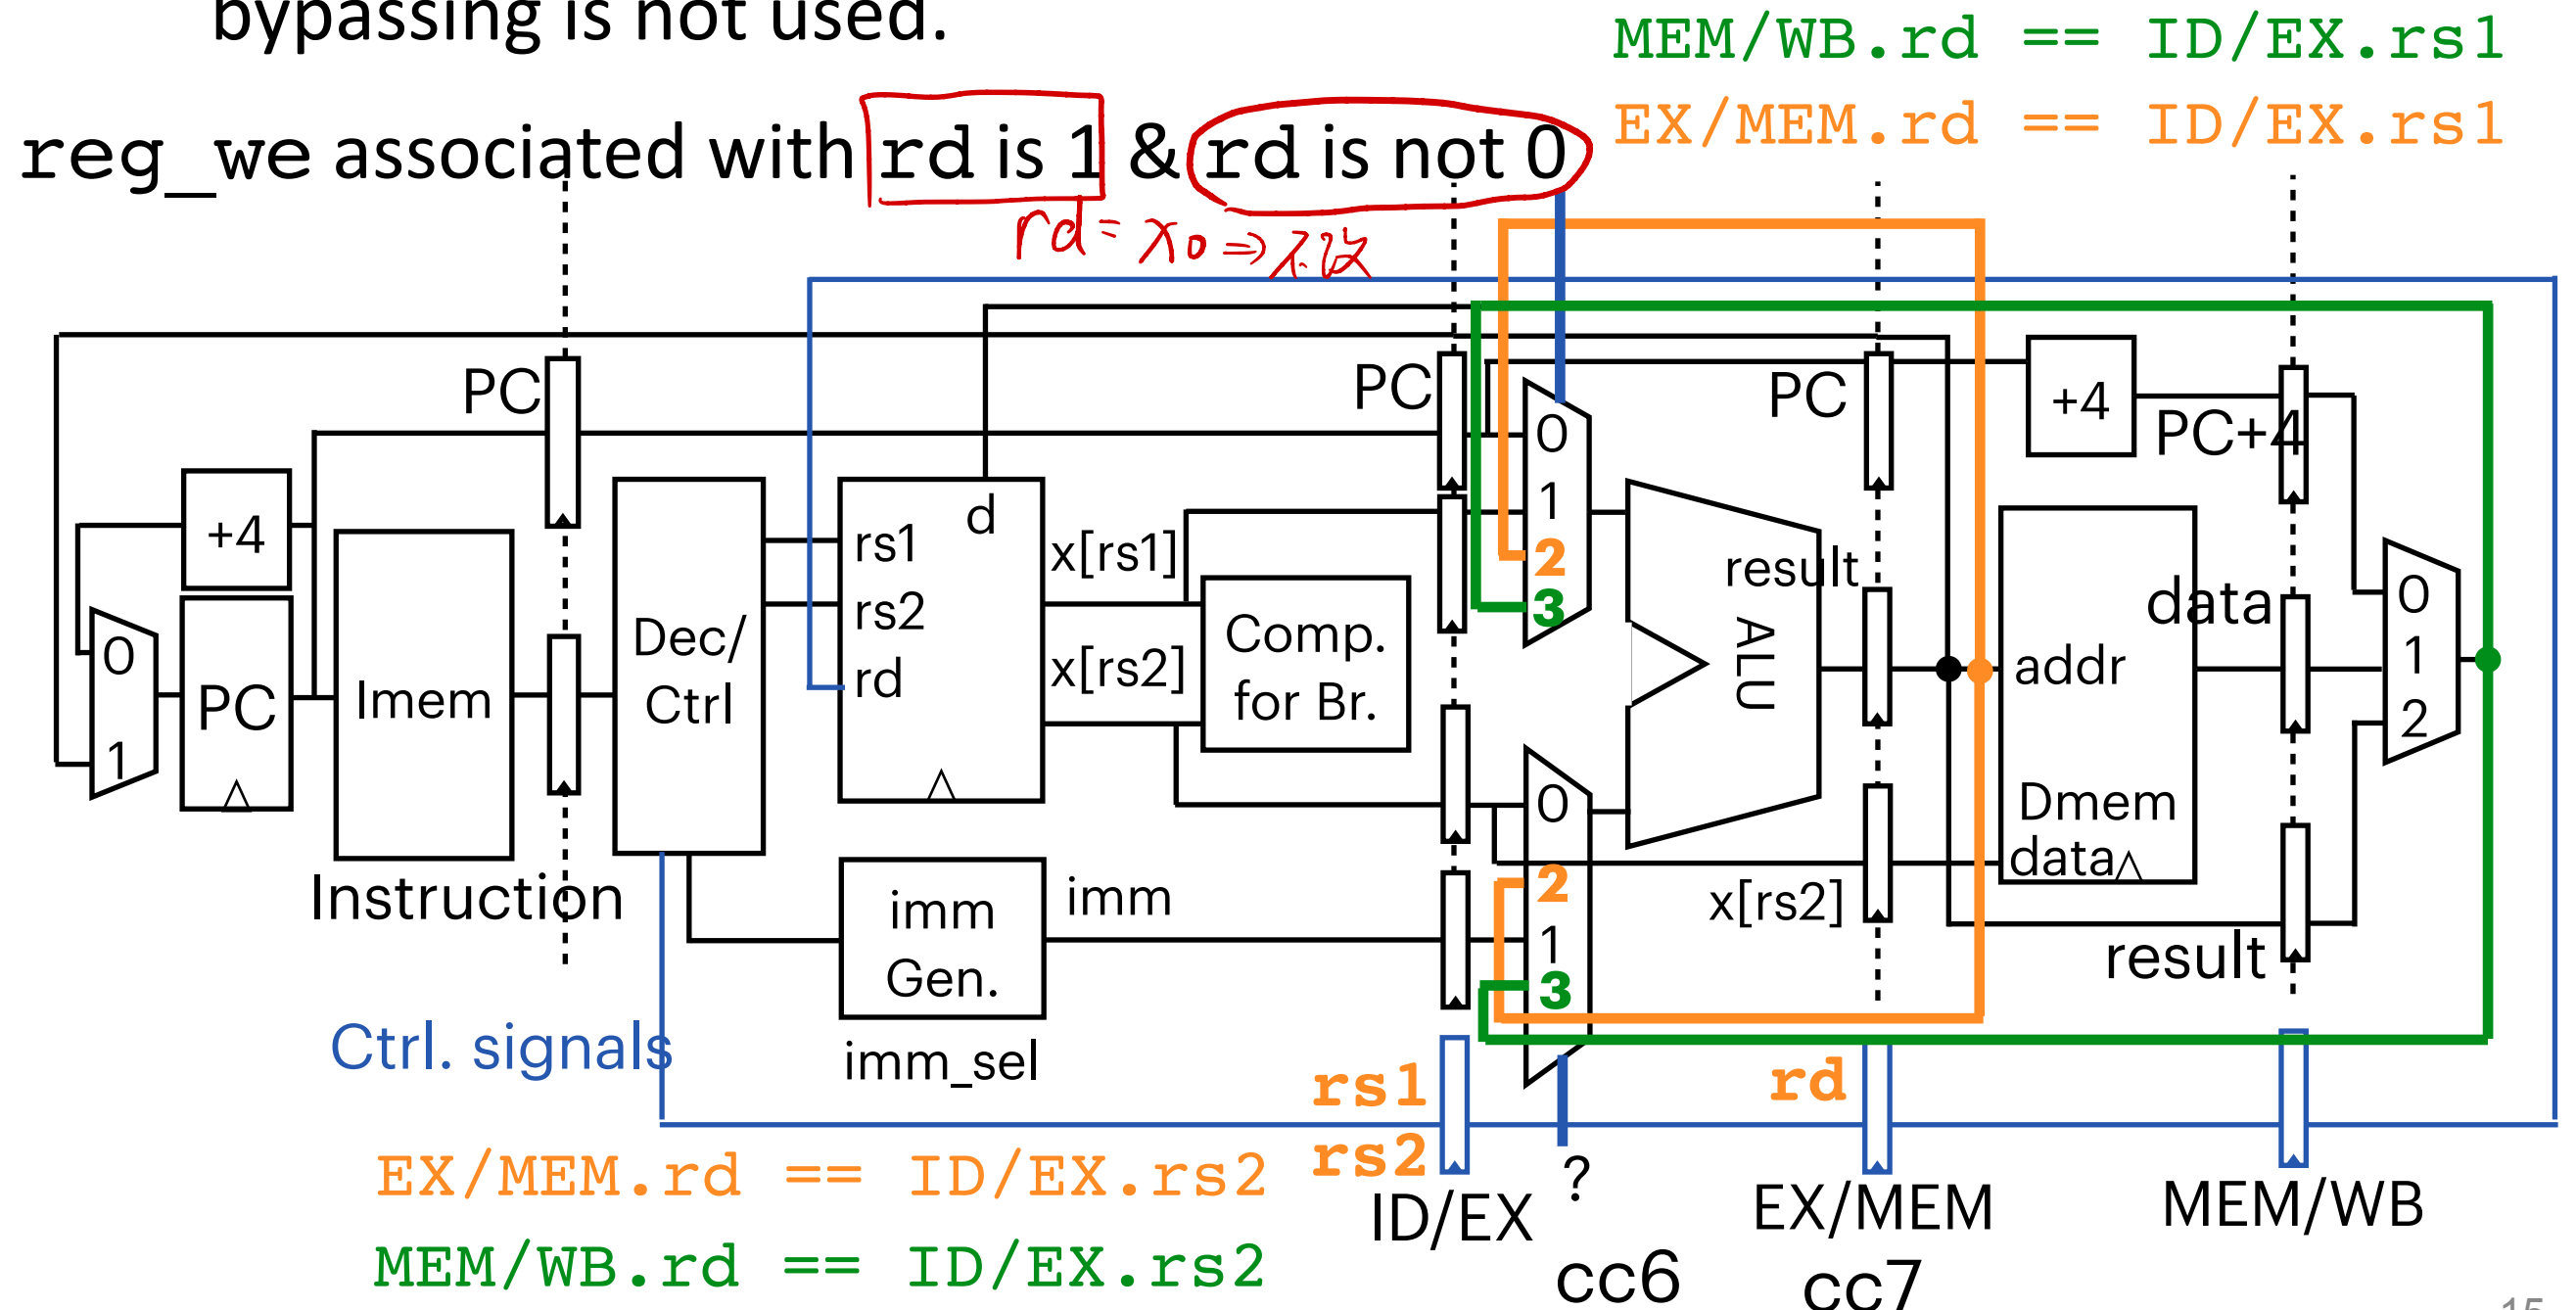 bypassing is not used.
MEM/WB.rd == ID/EX.rs1
EX/MEM.rd == ID/EX.rs1
reg_we associated with rd is 1 & rd is not 0
rd = x0 ⇒ 不改
PC
PC
PC
+4
PC+4
0
1
2
3
+4
d
rs1
rs2
rd
x[rs1]
x[rs2]
Comp.
for Br.
result
ALU
data
addr
Dmem
data
0
1
2
0
1
PC
Imem
Dec/
Ctrl
0
2
1
3
x[rs2]
result
Instruction
imm
Gen.
imm
imm_sel
Ctrl. signals
rs1
rs2
rd
EX/MEM.rd == ID/EX.rs2
MEM/WB.rd == ID/EX.rs2
ID/EX
?
EX/MEM
MEM/WB
cc6
cc7
15